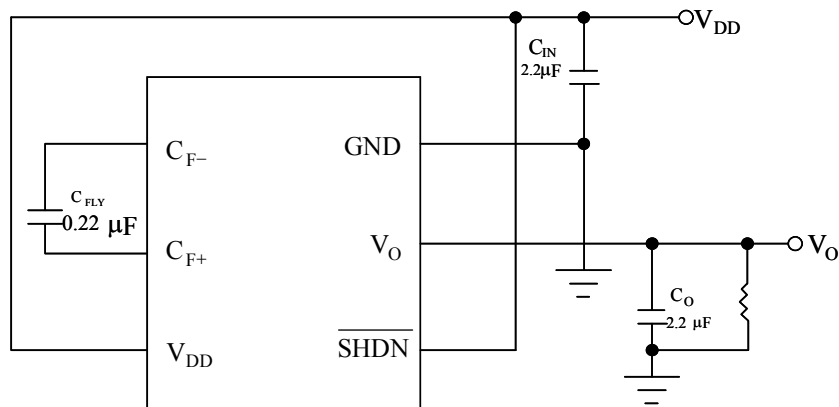 V_DD
C_IN
2.2µF
C_F−
GND
C_FLY
0.22 µF
C_F+
V_O
V_O
C_O
2.2 µF
V_DD
SHDN